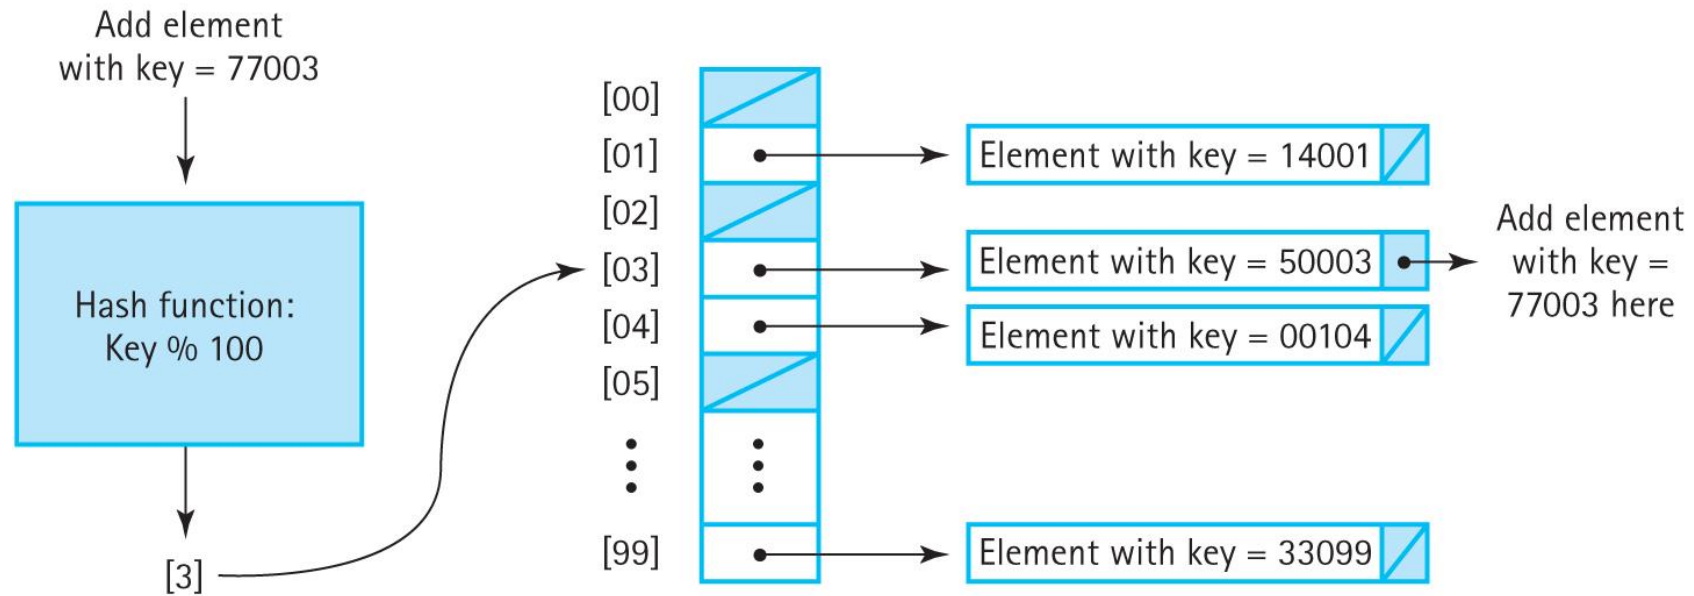 Add element
with key = 77003
Hash function:
Key % 100
[3]
[00]
[01]
[02]
[03]
[04]
[05]
[99]
Element with key = 14001
Element with key = 50003
Element with key = 00104
Element with key = 33099
Add element
with key =
77003 here